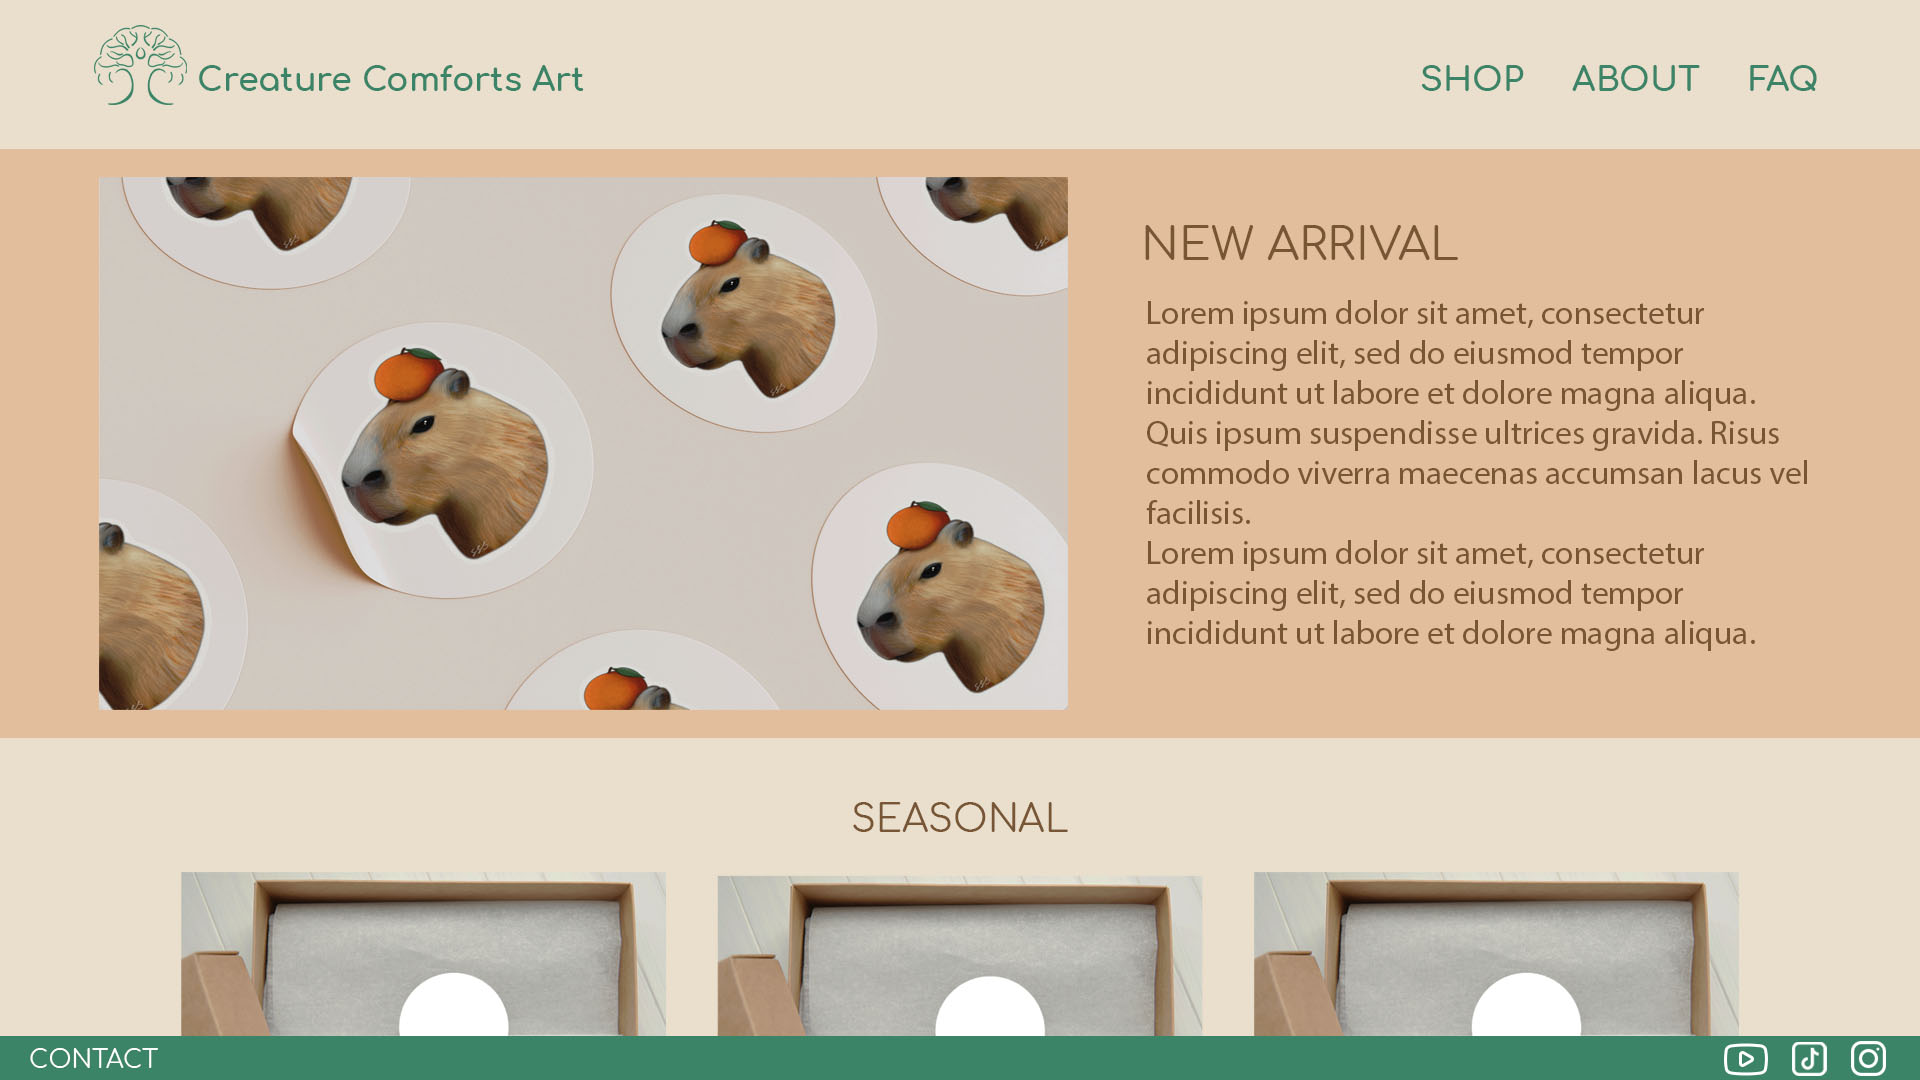 Creature Comforts Art
SHOP ABOUT FAQ
NEW ARRIVAL
Lorem ipsum dolor sit amet, consectetur
adipiscing elit, sed do eiusmod tempor
incididunt ut labore et dolore magna aliqua.
Quis ipsum suspendisse ultrices gravida. Risus
commodo viverra maecenas accumsan lacus vel
facilisis.
Lorem ipsum dolor sit amet, consectetur
adipiscing elit, sed do eiusmod tempor
incididunt ut labore et dolore magna aliqua.
SEASONAL
CONTACT